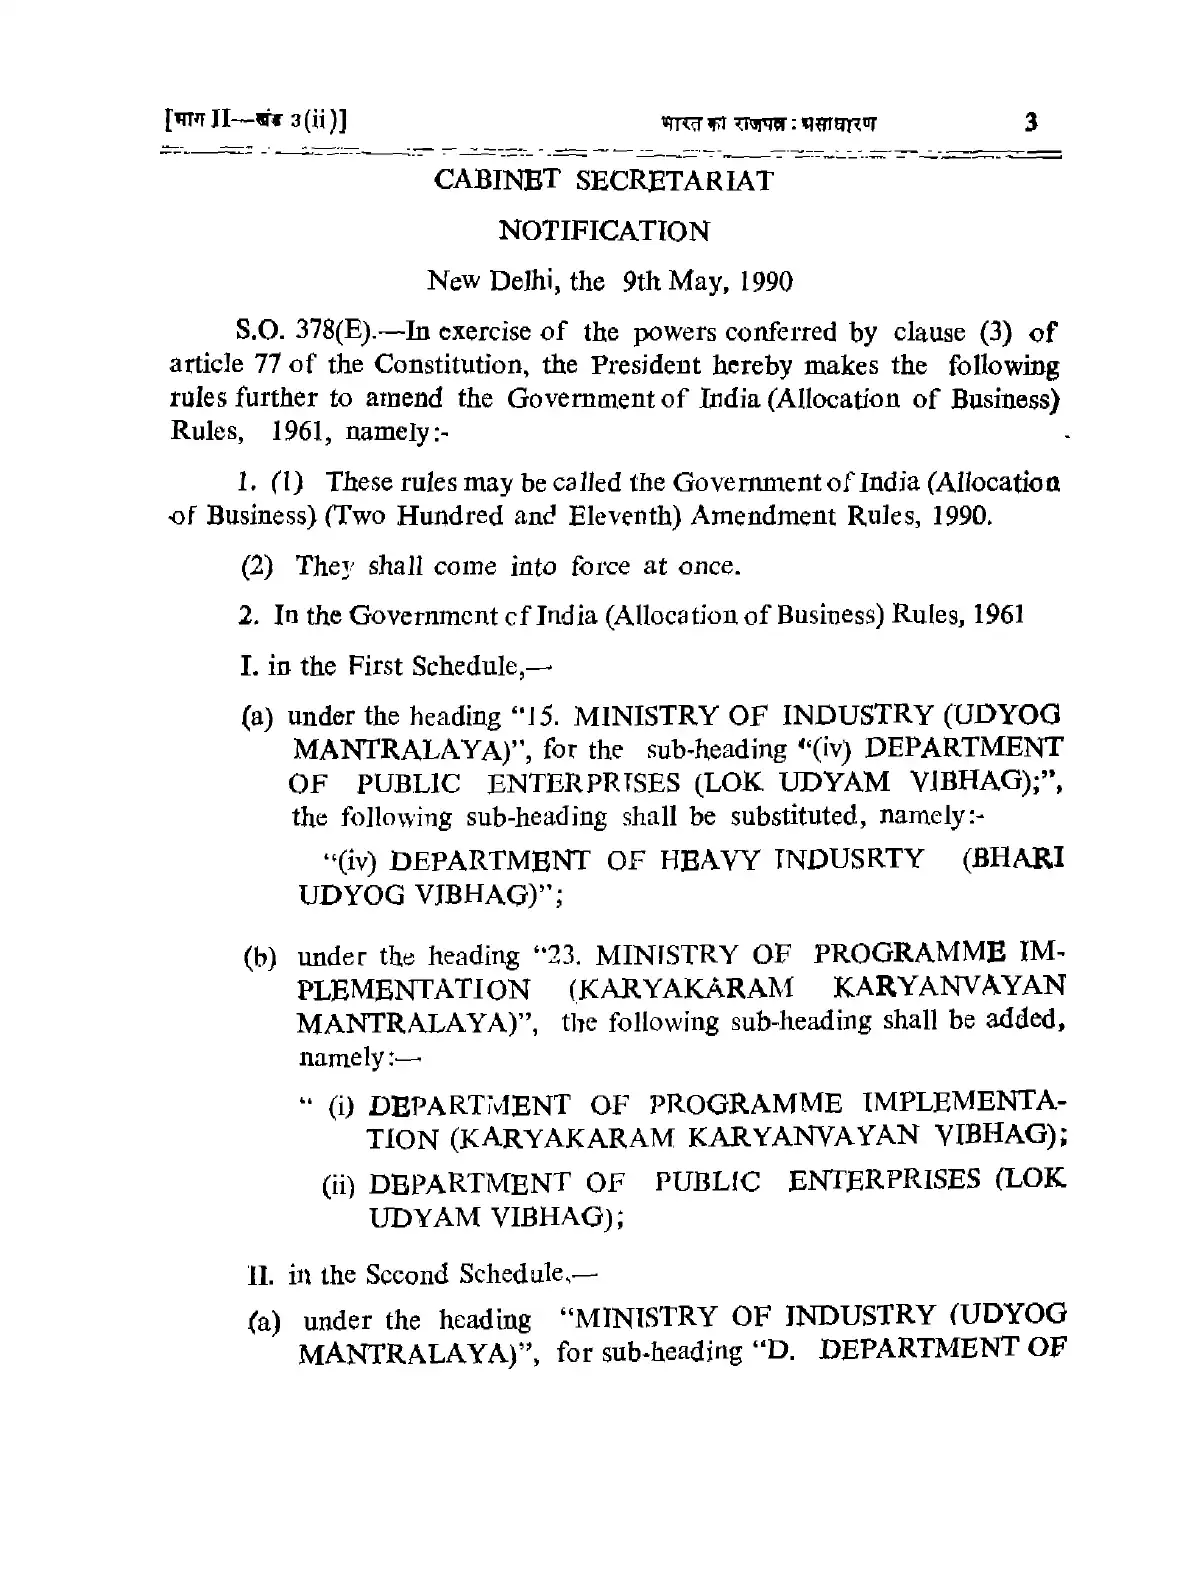 [भाग II—खंड 3(ii)] भारत का राजपत्र : असाधारण 3
CABINET SECRETARIAT
NOTIFICATION
New Delhi, the 9th May, 1990
S.O. 378(E).—In exercise of the powers conferred by clause (3) of
article 77 of the Constitution, the President hereby makes the following
rules further to amend the Government of India (Allocation of Business)
Rules, 1961, namely:-
1. (1) These rules may be called the Government of India (Allocation
of Business) (Two Hundred and Eleventh) Amendment Rules, 1990.
(2) They shall come into force at once.
2. In the Government of India (Allocation of Business) Rules, 1961
I. in the First Schedule,—
(a) under the heading “15. MINISTRY OF INDUSTRY (UDYOG
MANTRALAYA)”, for the sub-heading “(iv) DEPARTMENT
OF PUBLIC ENTERPRISES (LOK UDYAM VIBHAG);”,
the following sub-heading shall be substituted, namely:-
“(iv) DEPARTMENT OF HEAVY INDUSRTY (BHARI
UDYOG VIBHAG)”;
(b) under the heading “23. MINISTRY OF PROGRAMME IM-
PLEMENTATION (KARYAKARAM KARYANVAYAN
MANTRALAYA)”, the following sub-heading shall be added,
namely:—
“ (i) DEPARTMENT OF PROGRAMME IMPLEMENTA-
TION (KARYAKARAM KARYANVAYAN VIBHAG);
(ii) DEPARTMENT OF PUBLIC ENTERPRISES (LOK
UDYAM VIBHAG);
II. in the Second Schedule,—
(a) under the heading “MINISTRY OF INDUSTRY (UDYOG
MANTRALAYA)”, for sub-heading “D. DEPARTMENT OF